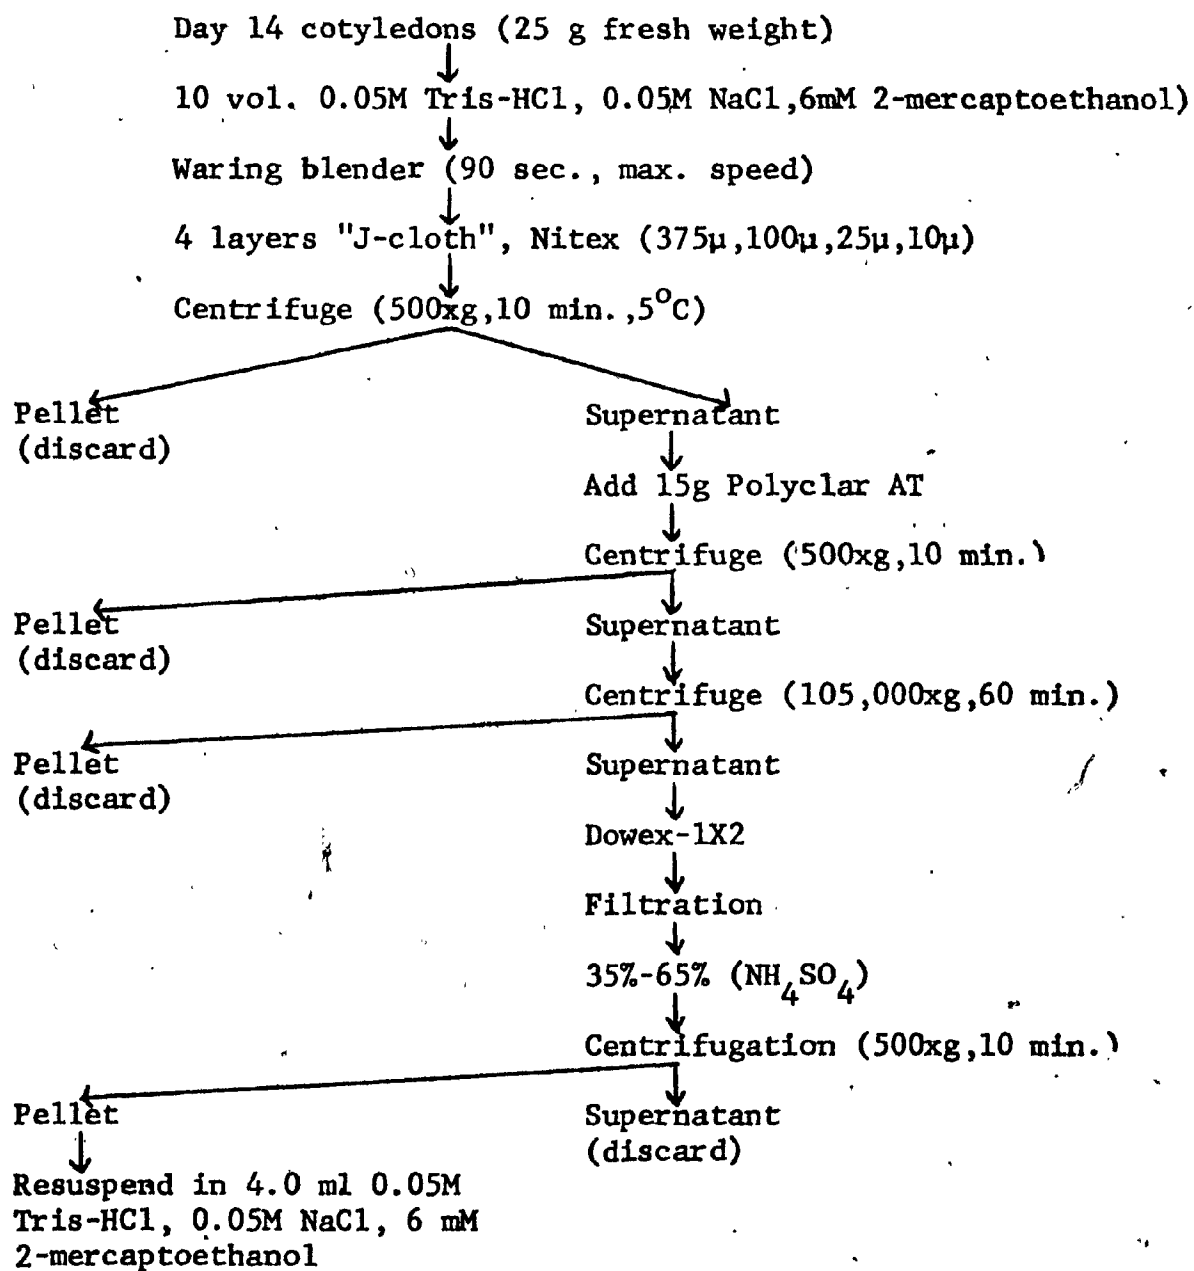 Day 14 cotyledons (25 g fresh weight)
10 vol. 0.05M Tris-HCl, 0.05M NaCl,6mM 2-mercaptoethanol)
Waring blender (90 sec., max. speed)
4 layers "J-cloth", Nitex (375μ,100μ,25μ,10μ)
Centrifuge (500xg,10 min.,5°C)
Pellet
(discard)
Supernatant
Add 15g Polyclar AT
Centrifuge (500xg,10 min.)
Pellet
(discard)
Supernatant
Centrifuge (105,000xg,60 min.)
Pellet
(discard)
Supernatant
Dowex-1X2
Filtration
35%-65% (NH4SO4)
Centrifugation (500xg,10 min.)
Pellet
Supernatant
(discard)
Resuspend in 4.0 ml 0.05M
Tris-HCl, 0.05M NaCl, 6 mM
2-mercaptoethanol